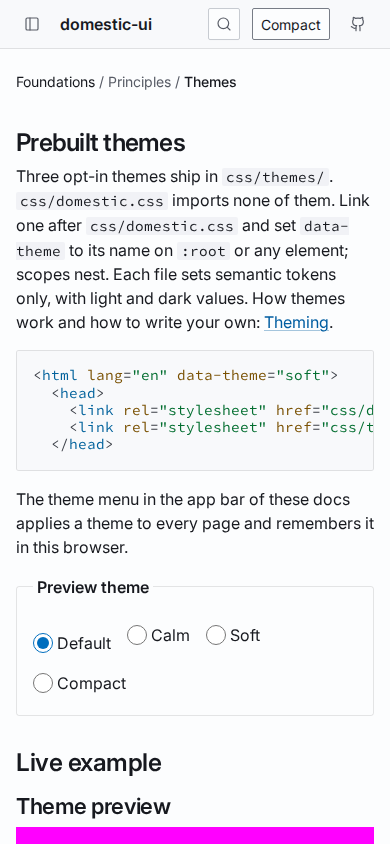 domestic-ui
Compact
Foundations / Principles / Themes
Prebuilt themes
Three opt-in themes ship in css/themes/.
css/domestic.css imports none of them. Link
one after css/domestic.css and set data-
theme to its name on :root or any element;
scopes nest. Each file sets semantic tokens
only, with light and dark values. How themes
work and how to write your own: Theming.
<html lang="en" data-theme="soft">
<head>
<link rel="stylesheet" href="css/d
<link rel="stylesheet" href="css/t
</head>
The theme menu in the app bar of these docs
applies a theme to every page and remembers it
in this browser.
Preview theme
Default
Calm
Soft
Compact
Live example
Theme preview